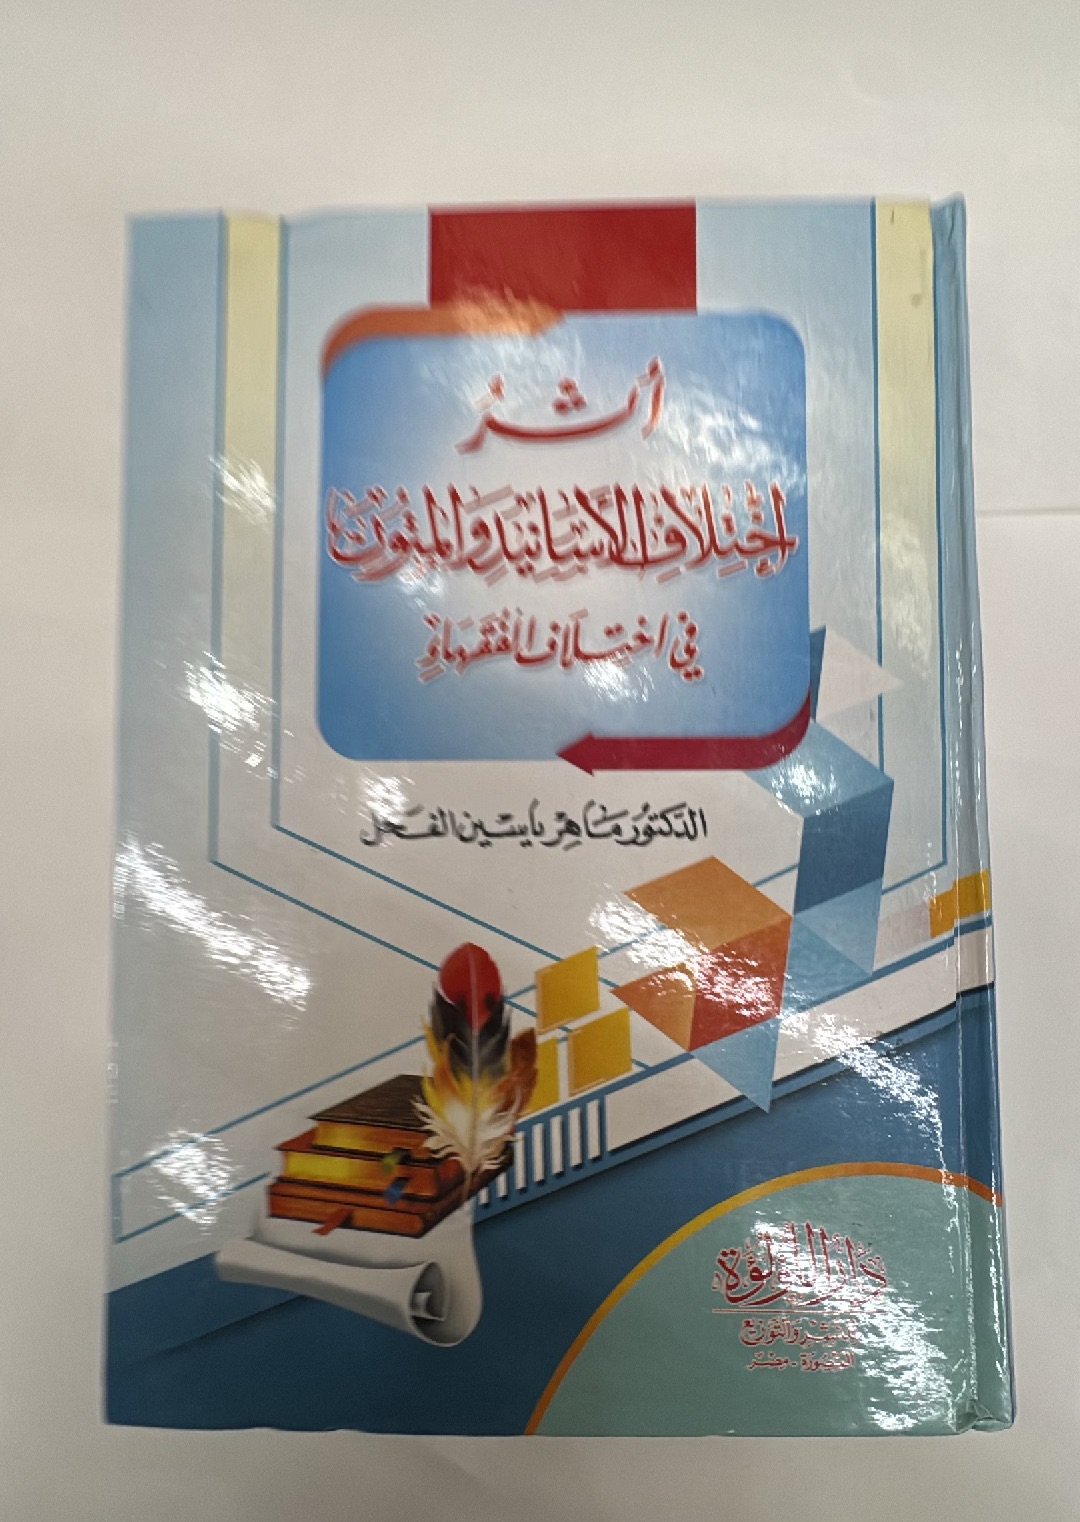 أثر
اختلاف الأسانيد والمتون
في اختلاف الفقهاء
الدكتور ماهر ياسين الفحل
دار اللؤلؤة
للنشر والتوزيع
المنصورة - مصر